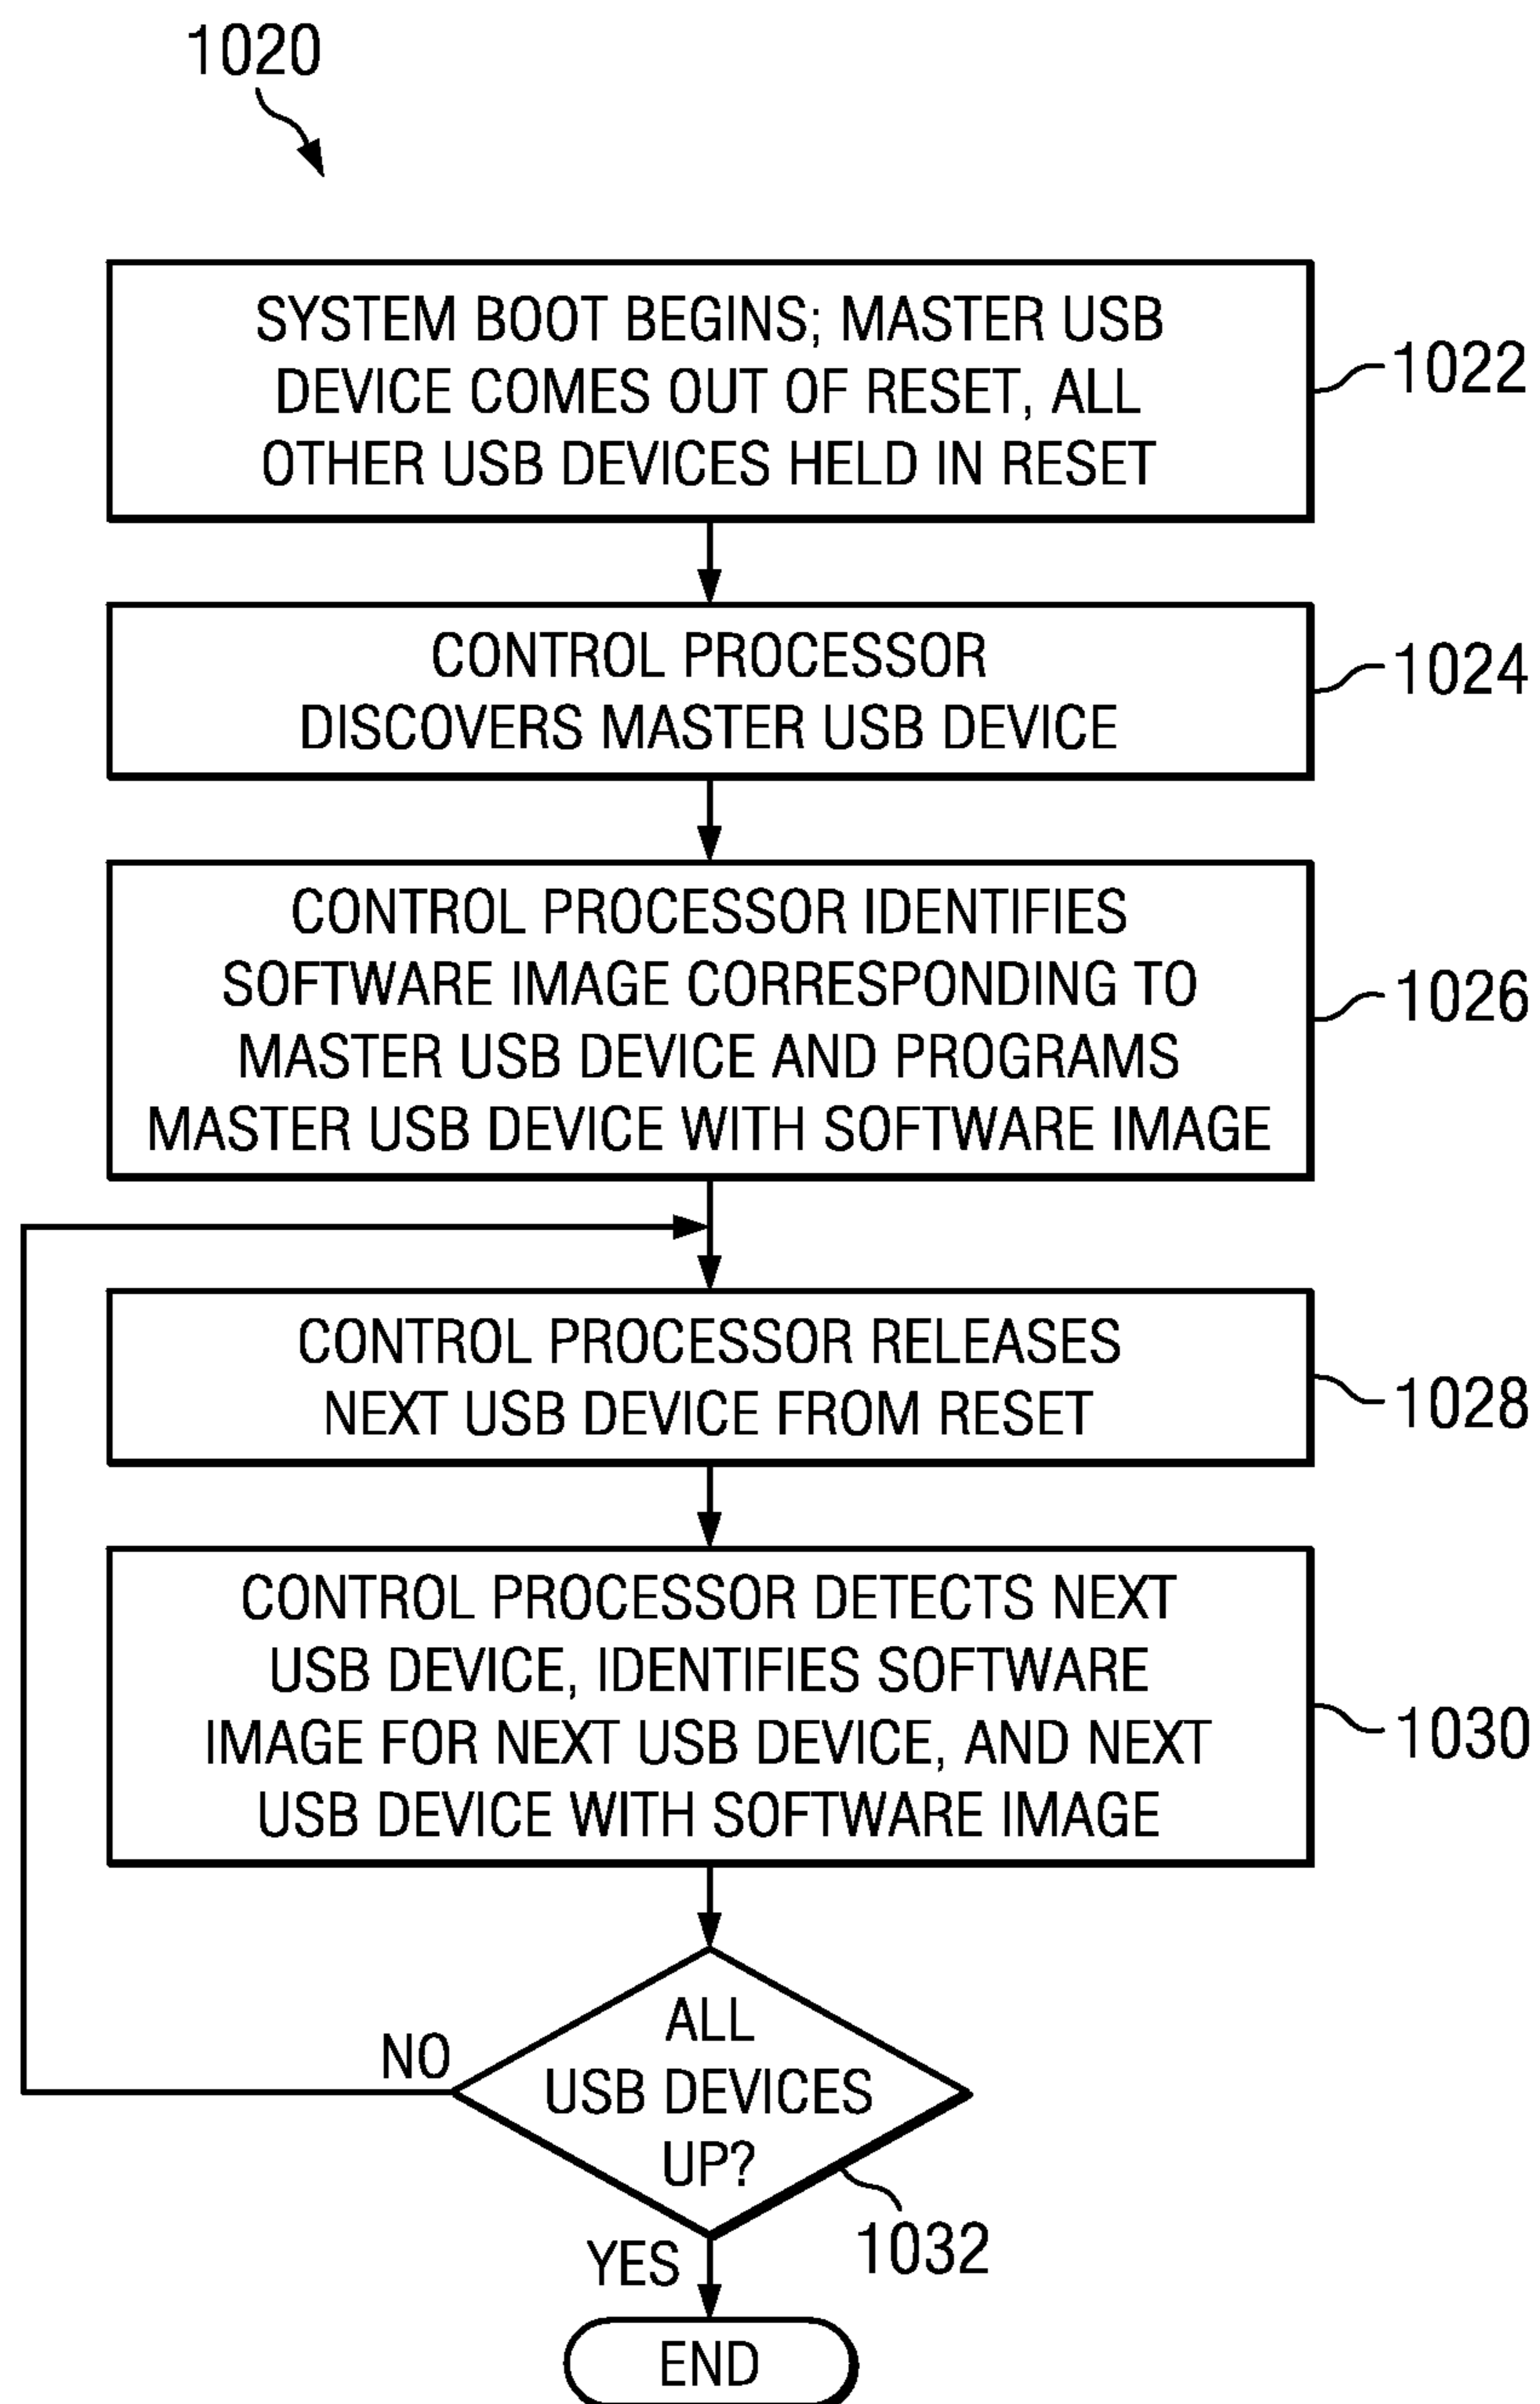 1020
SYSTEM BOOT BEGINS; MASTER USB
DEVICE COMES OUT OF RESET, ALL
OTHER USB DEVICES HELD IN RESET
1022
CONTROL PROCESSOR
DISCOVERS MASTER USB DEVICE
1024
CONTROL PROCESSOR IDENTIFIES
SOFTWARE IMAGE CORRESPONDING TO
MASTER USB DEVICE AND PROGRAMS
MASTER USB DEVICE WITH SOFTWARE IMAGE
1026
CONTROL PROCESSOR RELEASES
NEXT USB DEVICE FROM RESET
1028
CONTROL PROCESSOR DETECTS NEXT
USB DEVICE, IDENTIFIES SOFTWARE
IMAGE FOR NEXT USB DEVICE, AND NEXT
USB DEVICE WITH SOFTWARE IMAGE
1030
ALL
USB DEVICES
UP?
NO
1032
YES
END